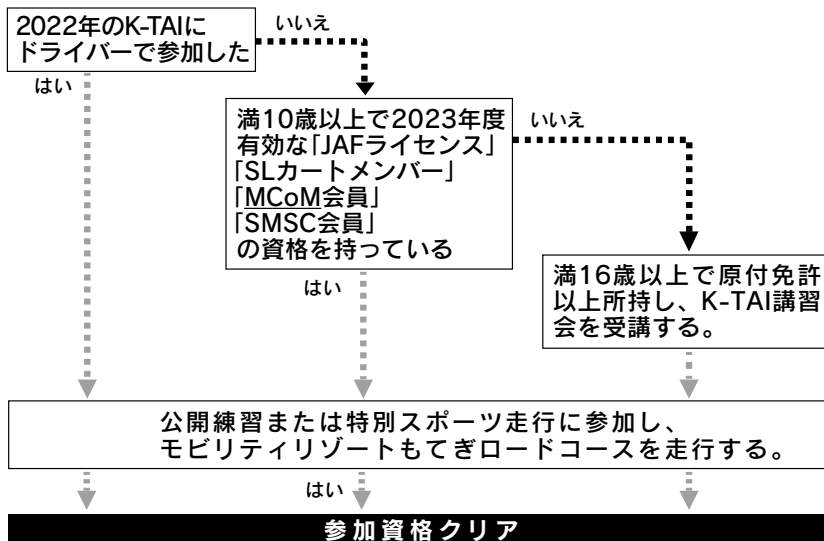 2022年のK-TAIに
ドライバーで参加した
いいえ
はい
満10歳以上で2023年度
有効な「JAFライセンス」
「SLカートメンバー」
「MCoM会員」
「SMSC会員」
の資格を持っている
いいえ
はい
満16歳以上で原付免許
以上所持し、K-TAI講習
会を受講する。
公開練習または特別スポーツ走行に参加し、
モビリティリゾートもてぎロードコースを走行する。
はい
参加資格クリア